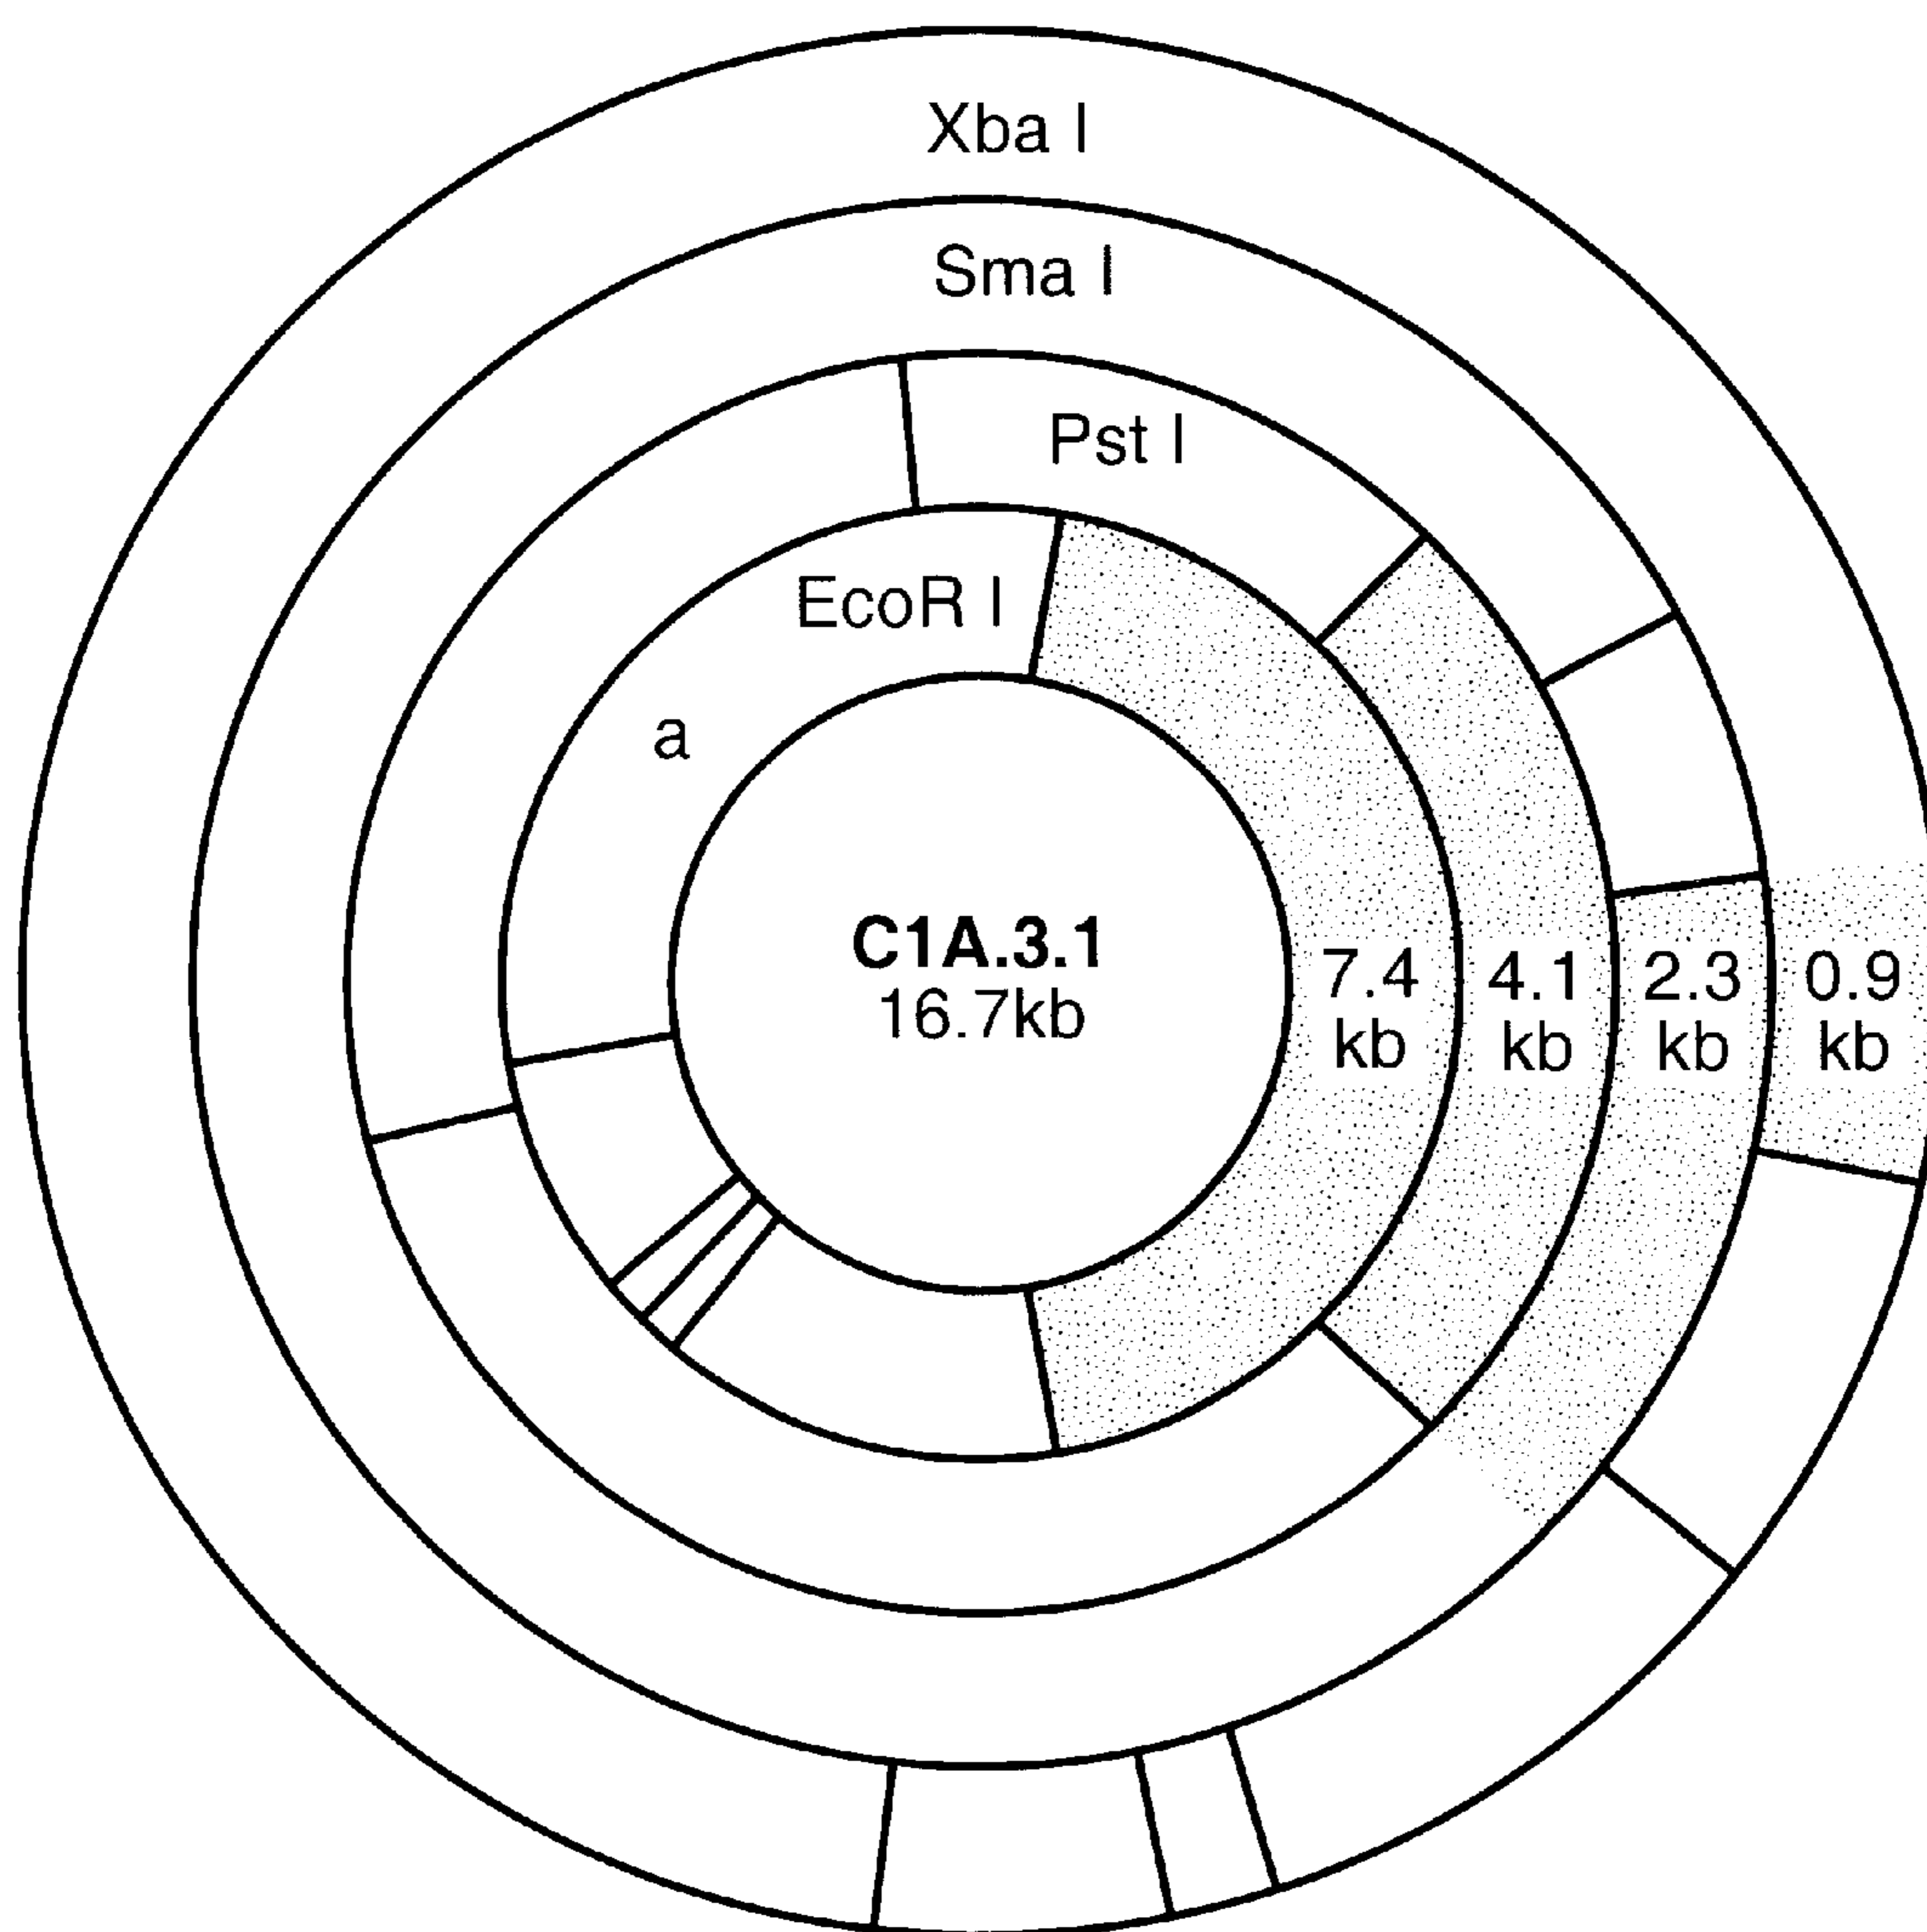 Xba I
Sma I
Pst I
EcoR I
a
C1A.3.1
16.7kb
7.4
kb
4.1
kb
2.3
kb
0.9
kb